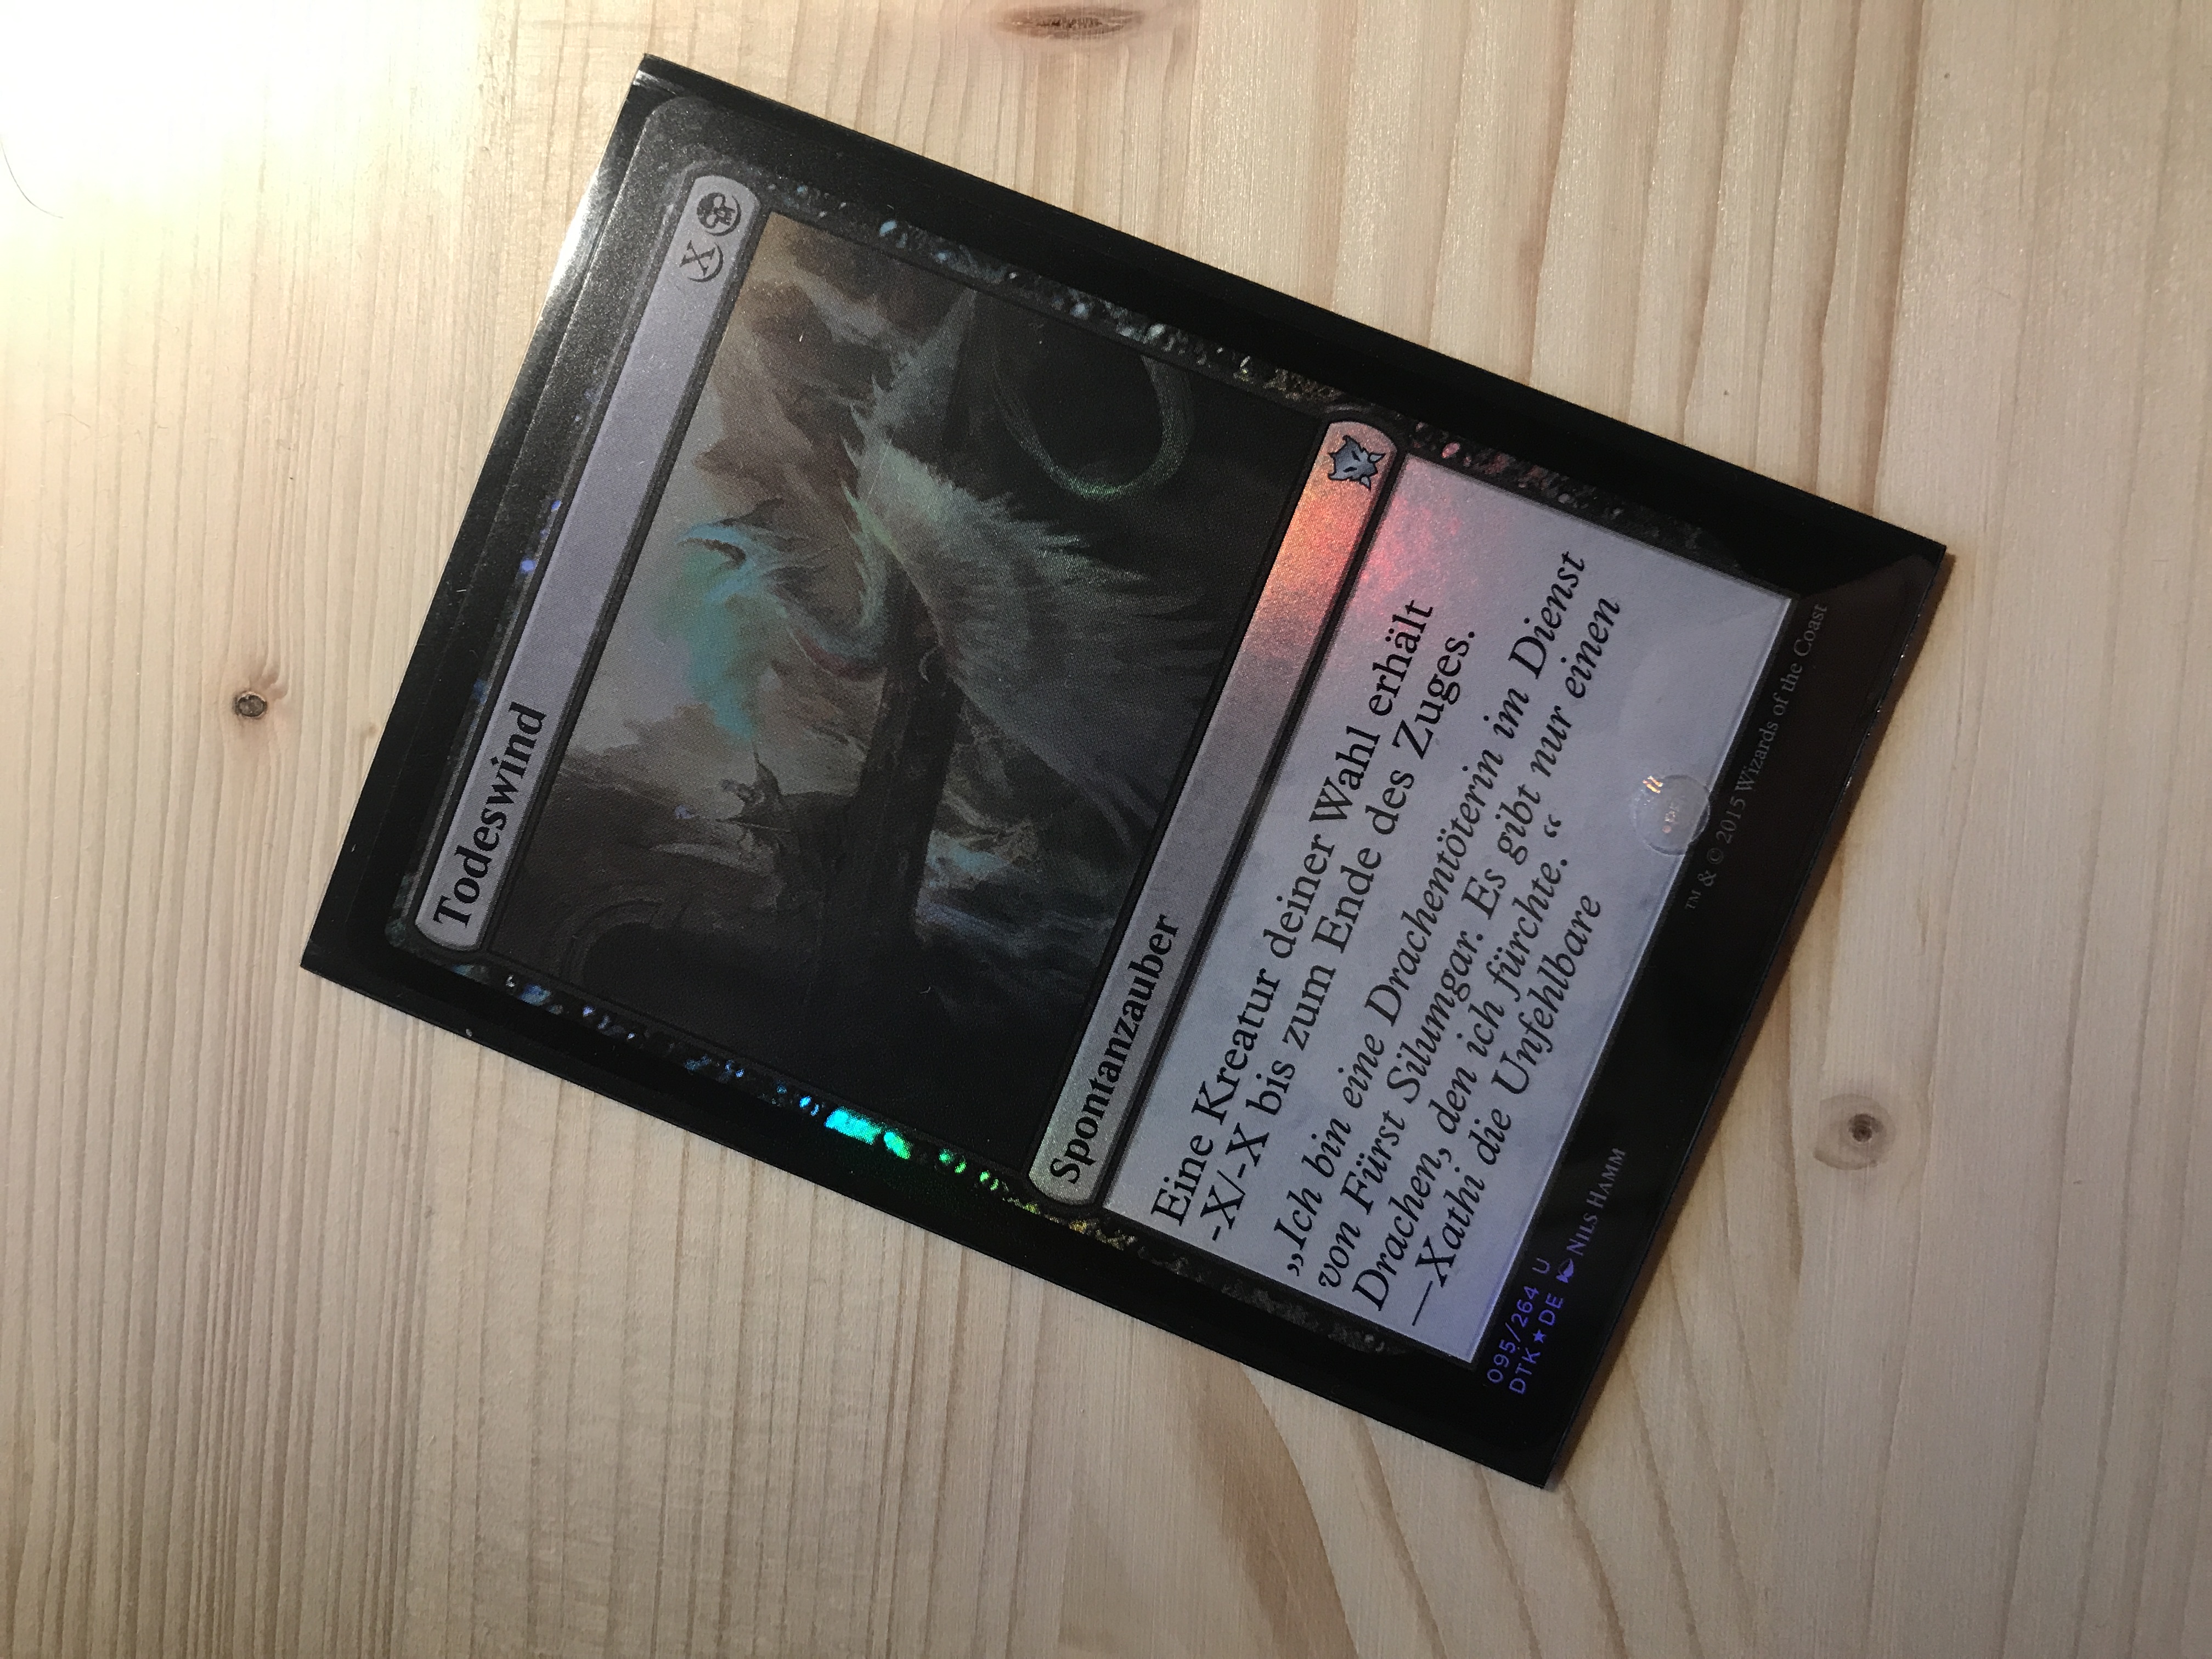 Todeswind
X
Spontanzauber
Eine Kreatur deiner Wahl erhält
-X/-X bis zum Ende des Zuges.
„Ich bin eine Drachentöterin im Dienst
von Fürst Silumgar. Es gibt nur einen
Drachen, den ich fürchte.“
—Xathi die Unfehlbare
095/264 U
DTK★DE NILS HAMM
™ & © 2015 Wizards of the Coast